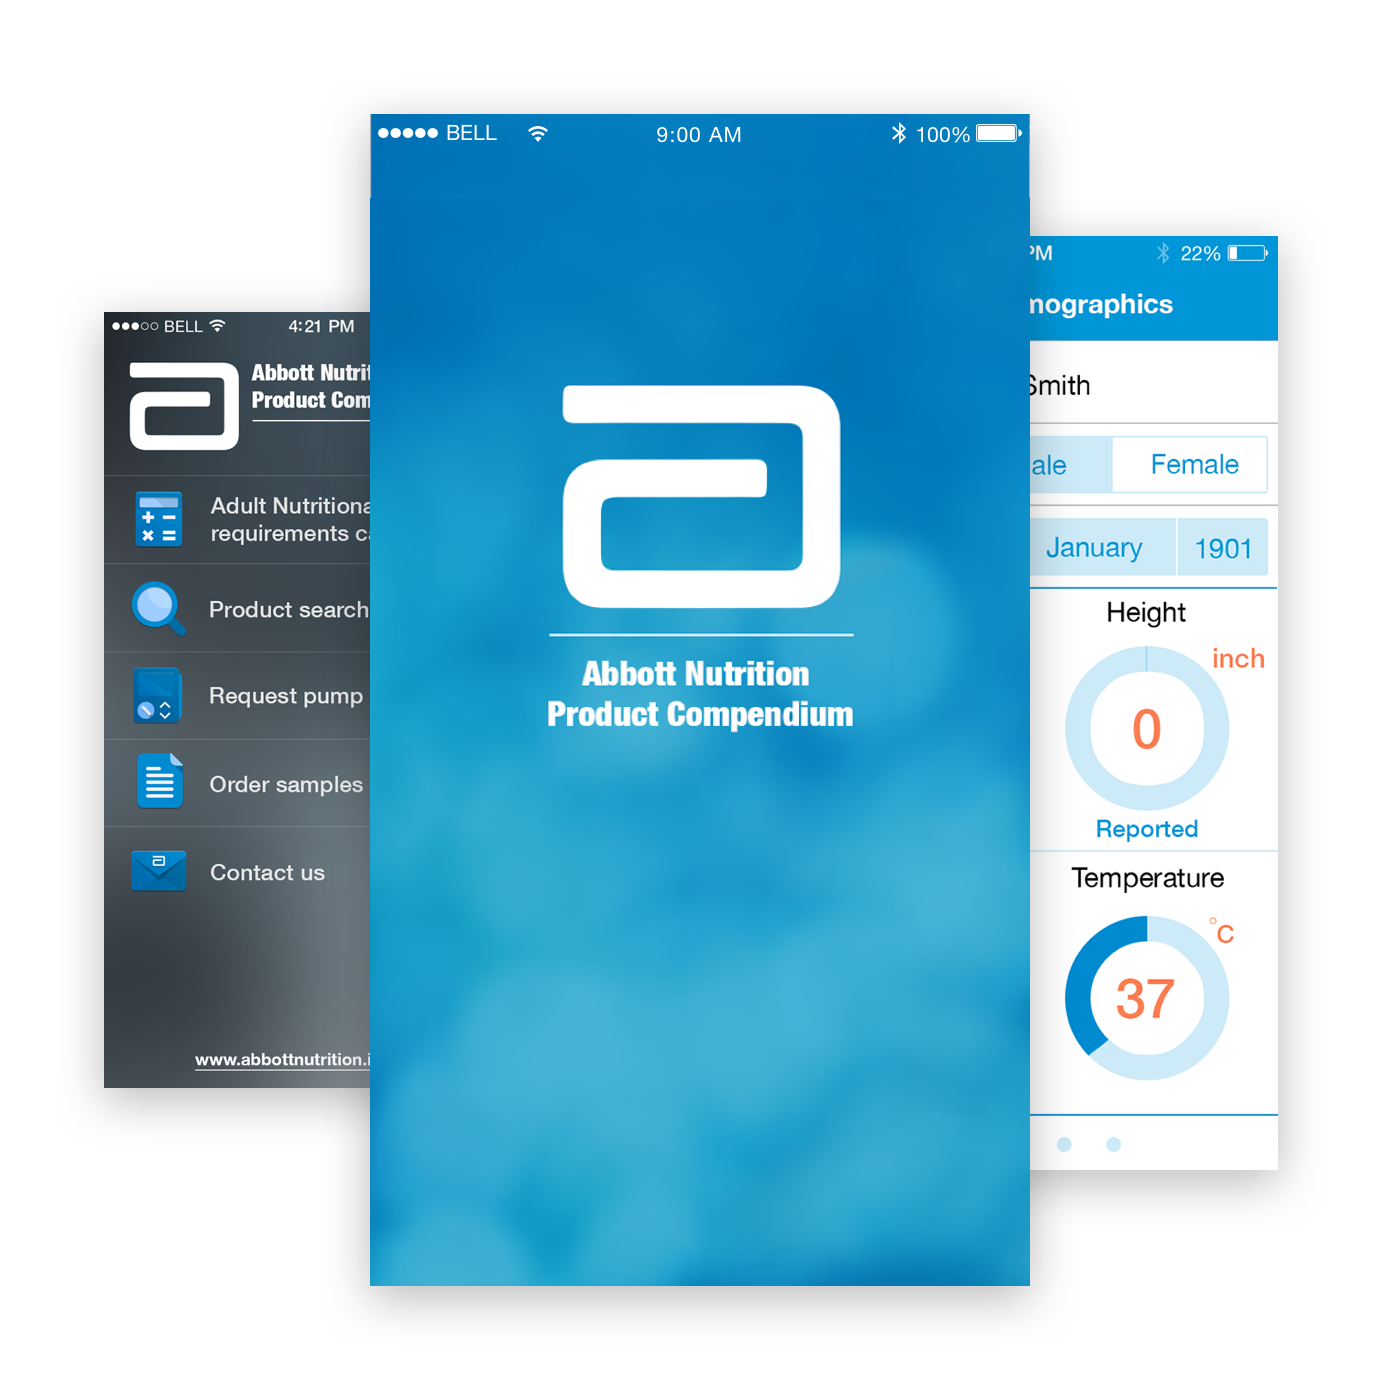 BELL
4:21 PM
Abbott Nutrit
Product Com
Adult Nutritiona
requirements ca
Product search
Request pump
Order samples
Contact us
www.abbottnutrition.i
BELL
9:00 AM
100%
Abbott Nutrition
Product Compendium
PM
22%
mographics
Smith
ale
Female
January
1901
Height
inch
0
Reported
Temperature
°C
37